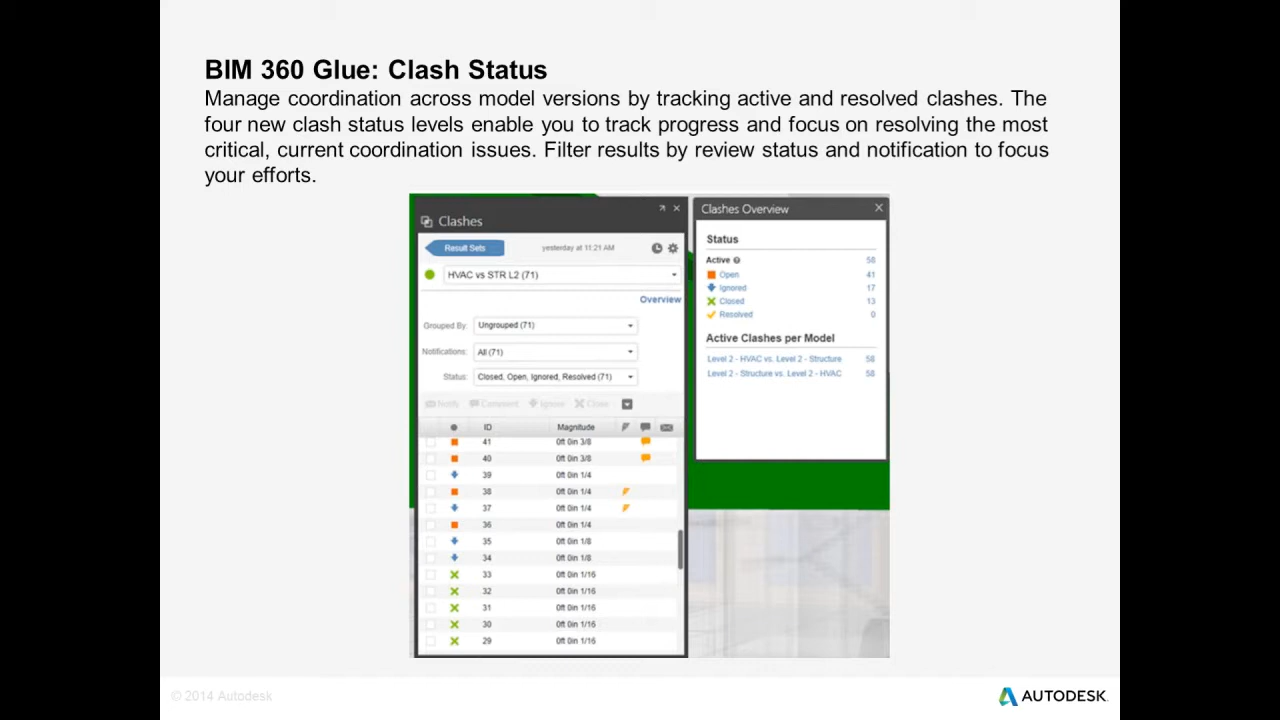 BIM 360 Glue: Clash Status
Manage coordination across model versions by tracking active and resolved clashes. The
four new clash status levels enable you to track progress and focus on resolving the most
critical, current coordination issues. Filter results by review status and notification to focus
your efforts.
Clashes
Result Sets yesterday at 11:21 AM
HVAC vs STR L2 (71)
Overview
Grouped By: Ungrouped (71)
Notifications: All (71)
Status: Closed, Open, Ignored, Resolved (71)
Notify Comment Ignore Close
ID Magnitude
41 0ft 0in 3/8
40 0ft 0in 3/8
39 0ft 0in 1/4
38 0ft 0in 1/4
37 0ft 0in 1/4
36 0ft 0in 1/4
35 0ft 0in 1/8
34 0ft 0in 1/8
33 0ft 0in 1/16
32 0ft 0in 1/16
31 0ft 0in 1/16
30 0ft 0in 1/16
29 0ft 0in 1/16
Clashes Overview X
Status
Active 58
Open 41
Ignored 17
Closed 13
Resolved 0
Active Clashes per Model
Level 2 - HVAC vs. Level 2 - Structure 58
Level 2 - Structure vs. Level 2 - HVAC 58
© 2014 Autodesk
AUTODESK.